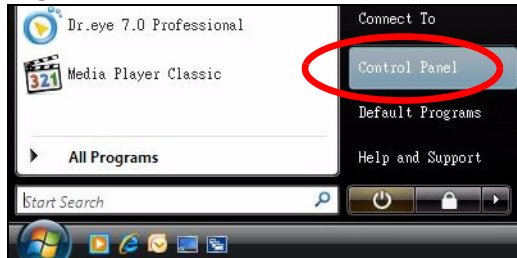 Dr.eye 7.0 Professional
321
Media Player Classic
All Programs
Start Search
Connect To
Control Panel
Default Programs
Help and Support